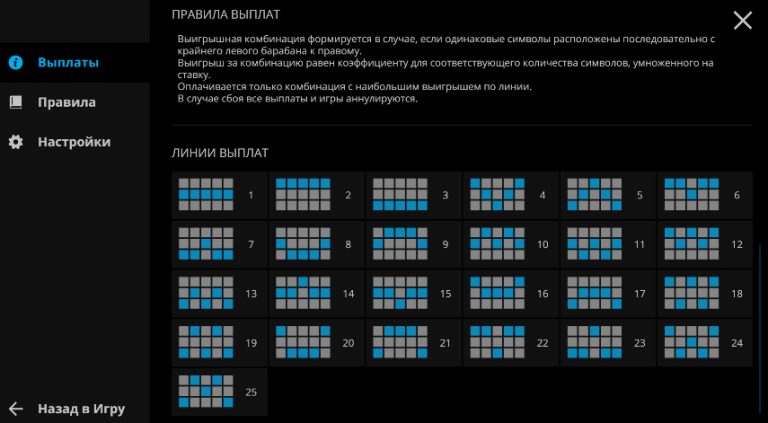 ПРАВИЛА ВЫПЛАТ
Выигрышная комбинация формируется в случае, если одинаковые символы расположены последовательно с
крайнего левого барабана к правому.
Выигрыш за комбинацию равен коэффициенту для соответствующего количества символов, умноженного на
ставку.
Оплачивается только комбинация с наибольшим выигрышем по линии.
В случае сбоя все выплаты и игры аннулируются.
Выплаты
Правила
Настройки
ЛИНИИ ВЫПЛАТ
1 2 3 4 5 6
7 8 9 10 11 12
13 14 15 16 17 18
19 20 21 22 23 24
25
Назад в Игру